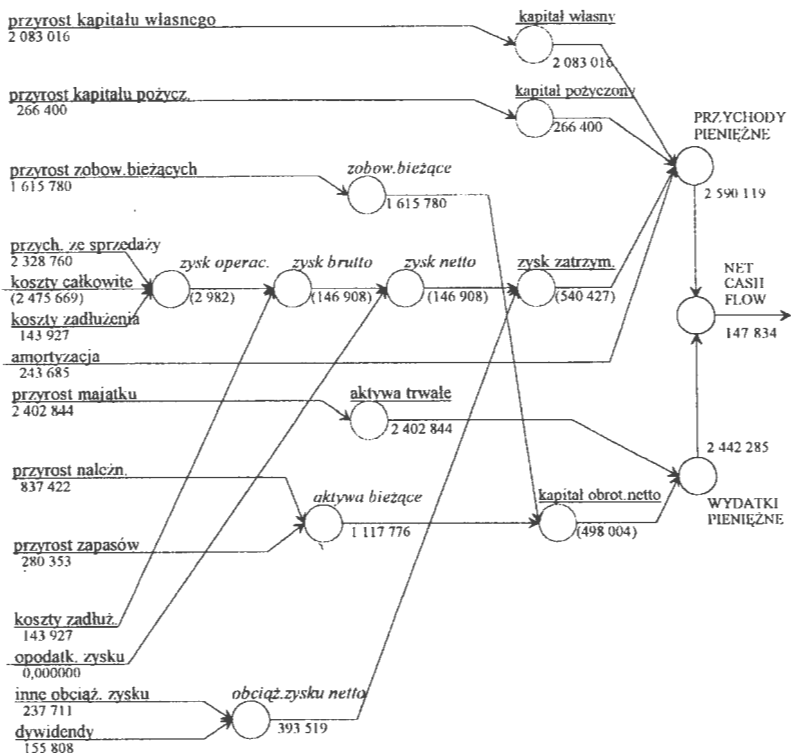 przyrost kapitału własnego
2 083 016
kapitał własny
2 083 016
przyrost kapitału pożycz.
266 400
kapitał pożyczony
266 400
PRZYCHODY
PIENIĘŻNE
2 590 119
przyrost zobow.bieżących
1 615 780
zobow.bieżące
1 615 780
przych. ze sprzedaży
2 328 760
koszty całkowite
(2 475 669)
koszty zadłużenia
143 927
zysk operac.
(2 982)
zysk brutto
(146 908)
zysk netto
(146 908)
zysk zatrzym.
(540 427)
NET
CASH
FLOW
147 834
amortyzacja
243 685
przyrost majątku
2 402 844
aktywa trwałe
2 402 844
2 442 285
WYDATKI
PIENIĘŻNE
przyrost należn.
837 422
aktywa bieżące
1 117 776
kapitał obrot.netto
(498 004)
przyrost zapasów
280 353
koszty zadłuż.
143 927
opodatk. zysku
0,000000
inne obciąż. zysku
237 711
obciąż.zysku netto
393 519
dywidendy
155 808